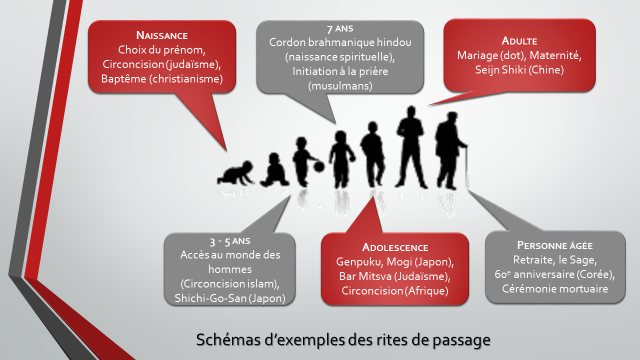 NAISSANCE
Choix du prénom,
Circoncision (judaïsme),
Baptême (christianisme)
7 ANS
Cordon brahmanique hindou
(naissance spirituelle),
Initiation à la prière
(musulmans)
ADULTE
Mariage (dot), Maternité,
Seijn Shiki (Chine)
3 - 5 ANS
Accès au monde des
hommes
(Circoncision islam),
Shichi-Go-San (Japon)
ADOLESCENCE
Genpuku, Mogi (Japon),
Bar Mitsva (Judaïsme),
Circoncision (Afrique)
PERSONNE ÂGÉE
Retraite, le Sage,
60e anniversaire (Corée),
Cérémonie mortuaire
Schémas d'exemples des rites de passage